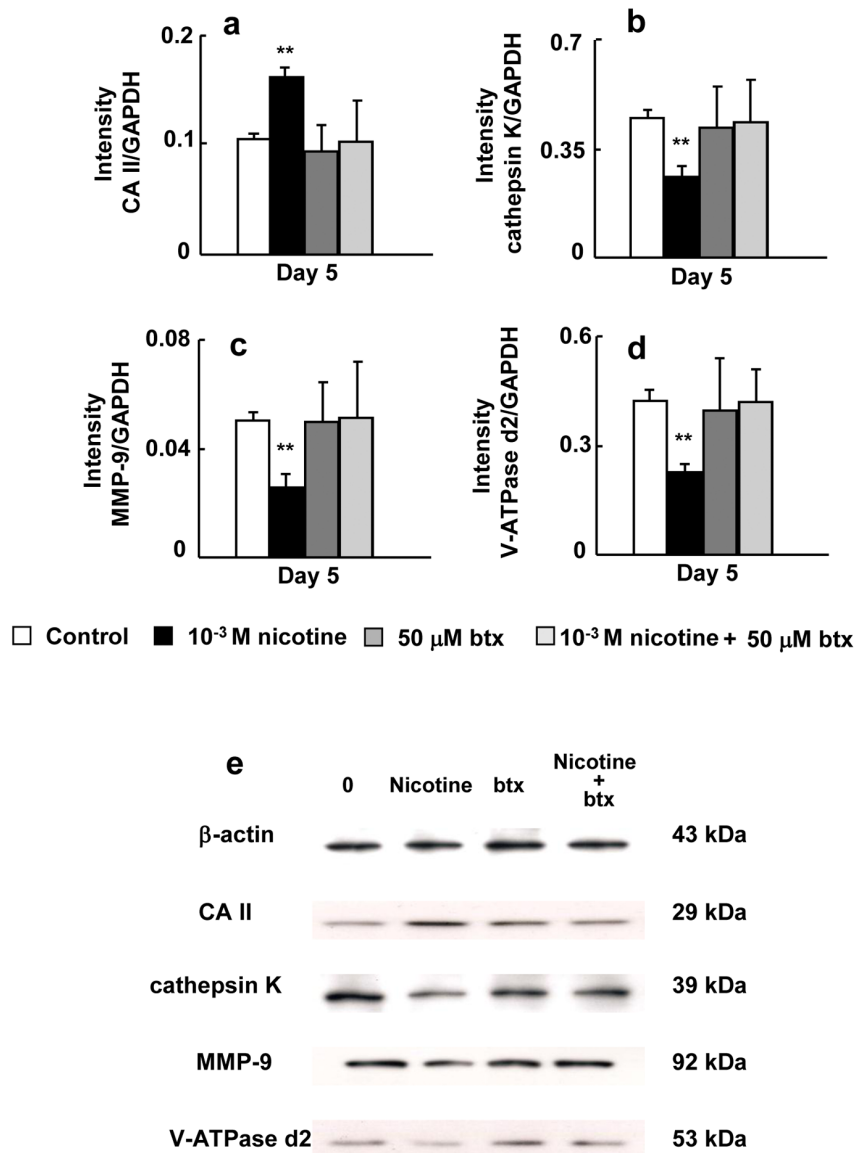 a
0.2
**
0.1
0
Intensity
CA II/GAPDH
Day 5
b
0.7
**
0.35
0
Intensity
cathepsin K/GAPDH
Day 5
c
0.08
**
0.04
0
Intensity
MMP-9/GAPDH
Day 5
d
0.6
**
0.3
0
Intensity
V-ATPase d2/GAPDH
Day 5
Control 10⁻³ M nicotine 50 μM btx 10⁻³ M nicotine + 50 μM btx
e
0 Nicotine btx Nicotine
+
btx
β-actin 43 kDa
CA II 29 kDa
cathepsin K 39 kDa
MMP-9 92 kDa
V-ATPase d2 53 kDa